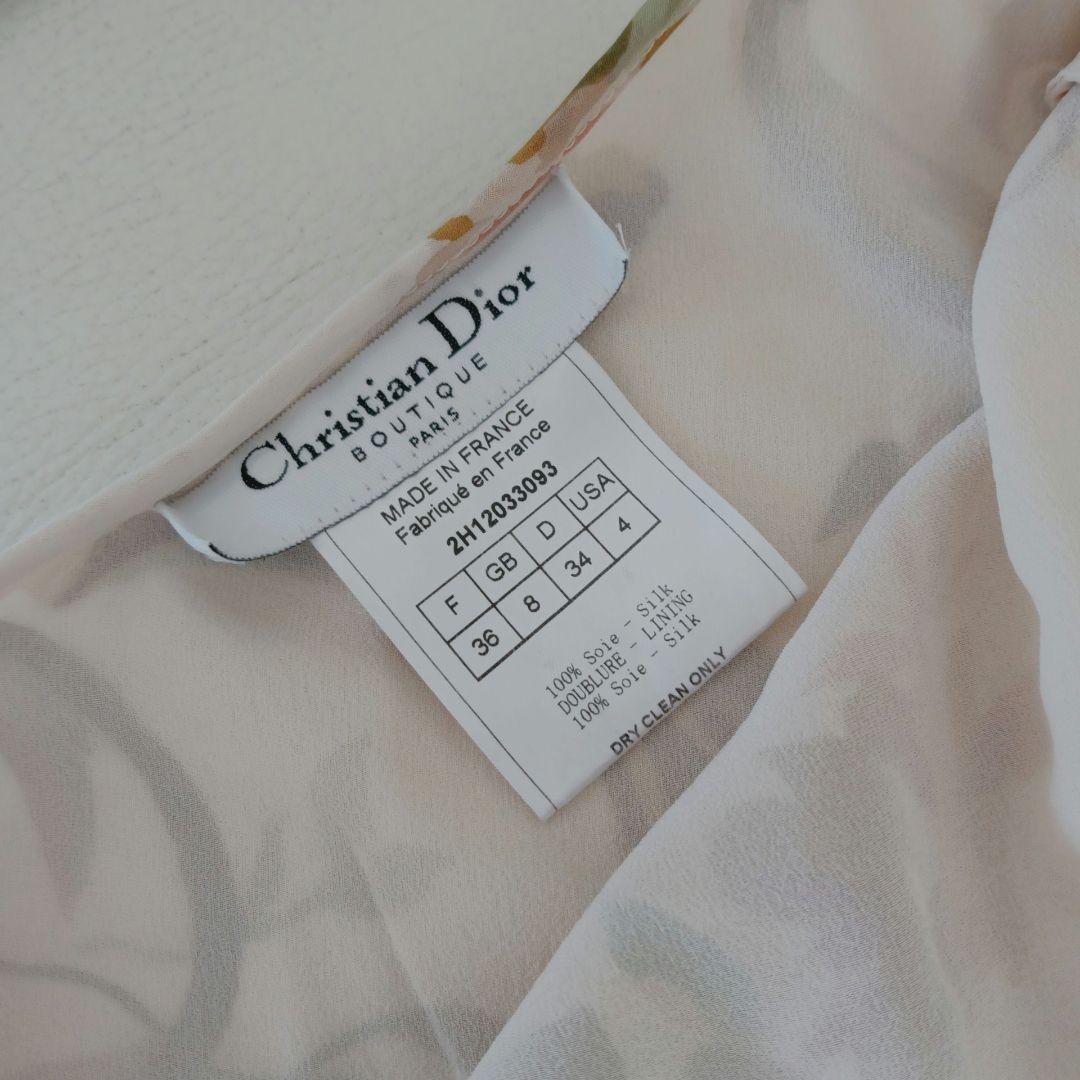 Christian Dior
BOUTIQUE
PARIS
MADE IN FRANCE
Fabriqué en France
2H12033093
F GB D USA
36 8 34 4
100% Soie - Silk
DOUBLURE - LINING
100% Soie - Silk
DRY CLEAN ONLY